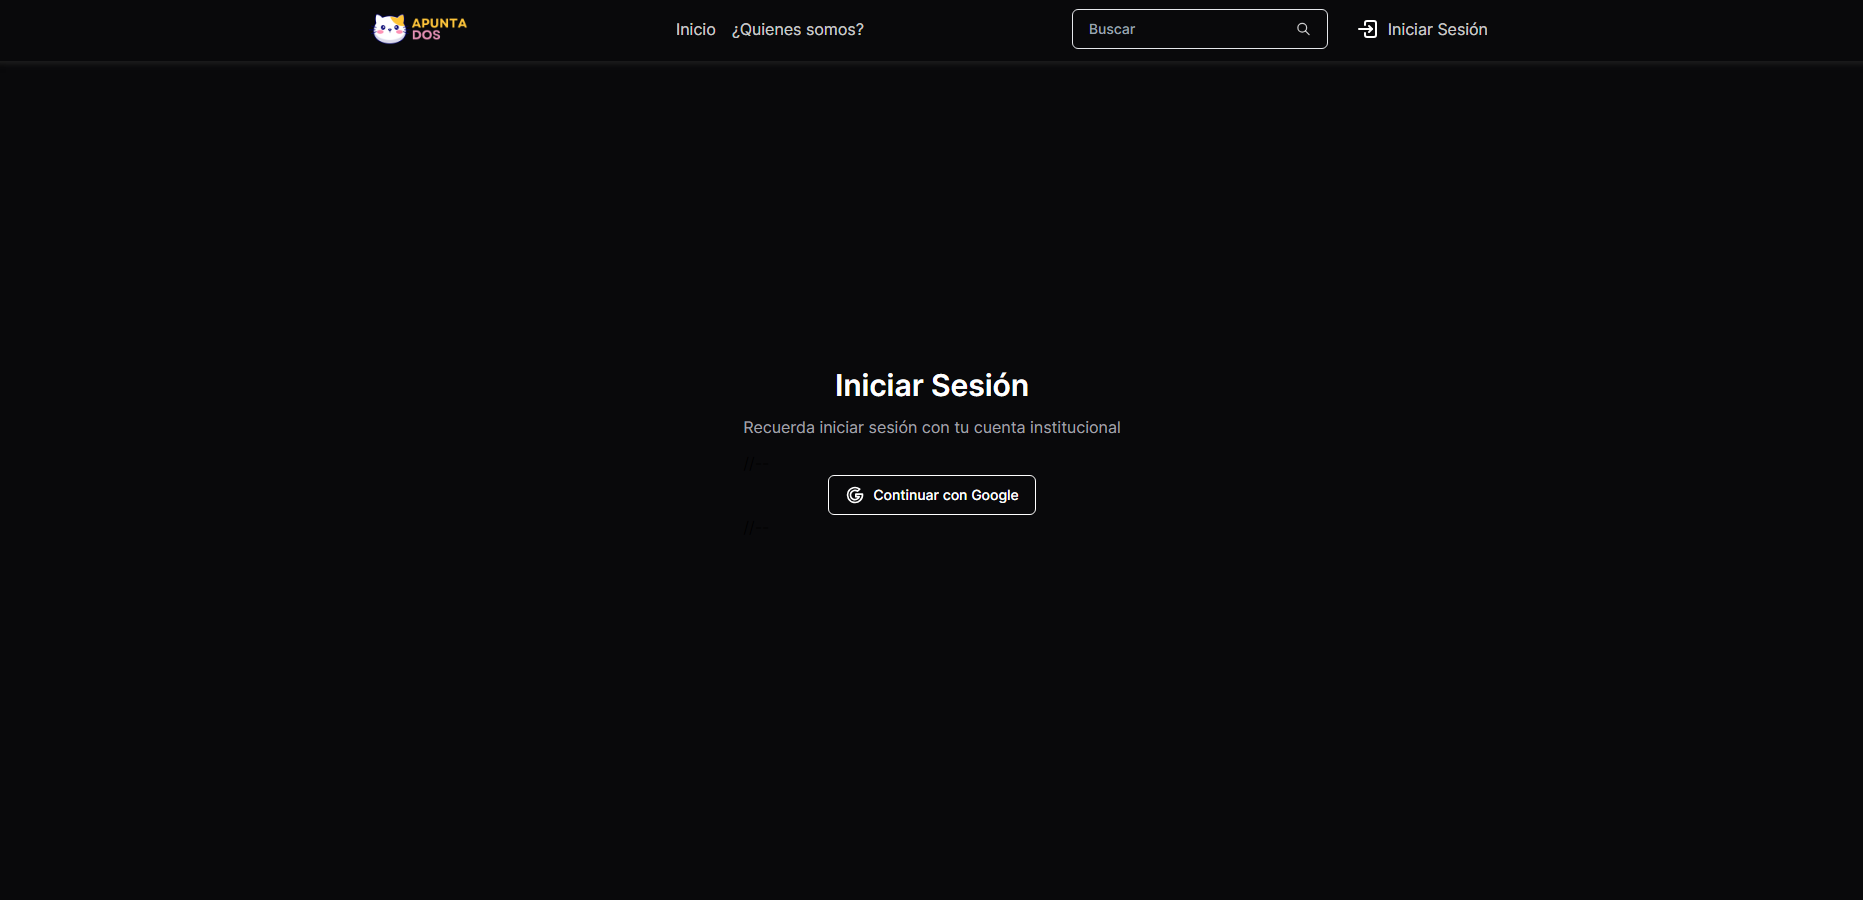 APUNTA
DOS
Inicio
¿Quienes somos?
Buscar
Iniciar Sesión
Iniciar Sesión
Recuerda iniciar sesión con tu cuenta institucional
//
Continuar con Google
//